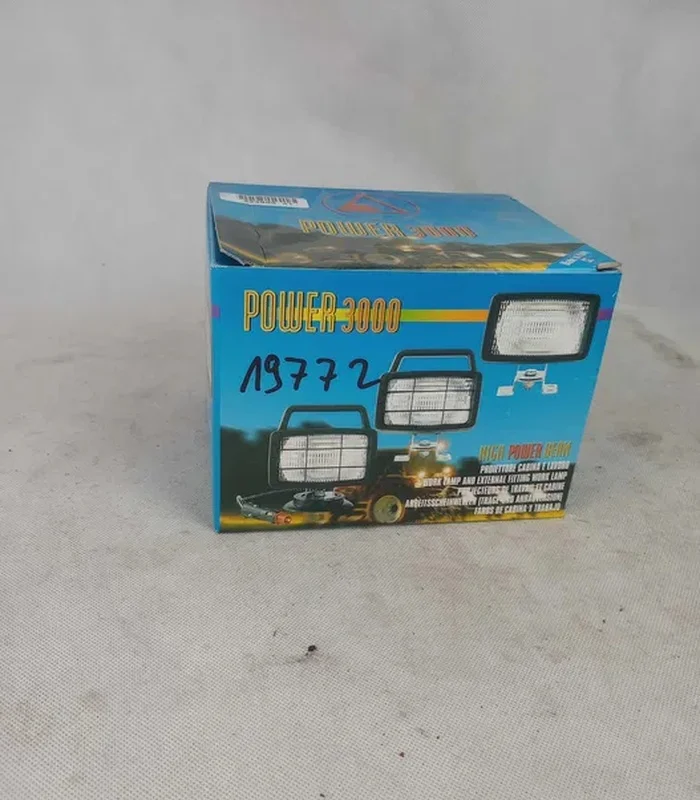 POWER 3000
POWER 3000
19772
HIGH POWER BEAM
PROIETTORE CABINA E LAVORO
WORK LAMP AND EXTERNAL FITTING WORK LAMP
PROJECTEURS DE TRAVAIL ET CABINE
ARBEITSSCHEINWERFER
FAROS DE CABINA Y TRABAJO